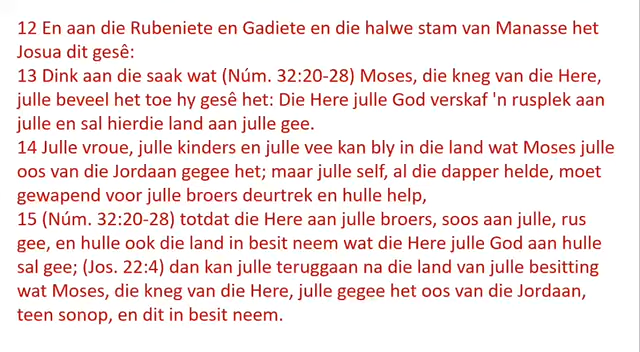 12 En aan die Rubeniete en Gadiete en die halwe stam van Manasse het
Josua dit gesê:
13 Dink aan die saak wat (Núm. 32:20-28) Moses, die kneg van die Here,
julle beveel het toe hy gesê het: Die Here julle God verskaf 'n rusplek aan
julle en sal hierdie land aan julle gee.
14 Julle vroue, julle kinders en julle vee kan bly in die land wat Moses julle
oos van die Jordaan gegee het; maar julle self, al die dapper helde, moet
gewapend voor julle broers deurtrek en hulle help,
15 (Núm. 32:20-28) totdat die Here aan julle broers, soos aan julle, rus
gee, en hulle ook die land in besit neem wat die Here julle God aan hulle
sal gee; (Jos. 22:4) dan kan julle teruggaan na die land van julle besitting
wat Moses, die kneg van die Here, julle gegee het oos van die Jordaan,
teen sonop, en dit in besit neem.